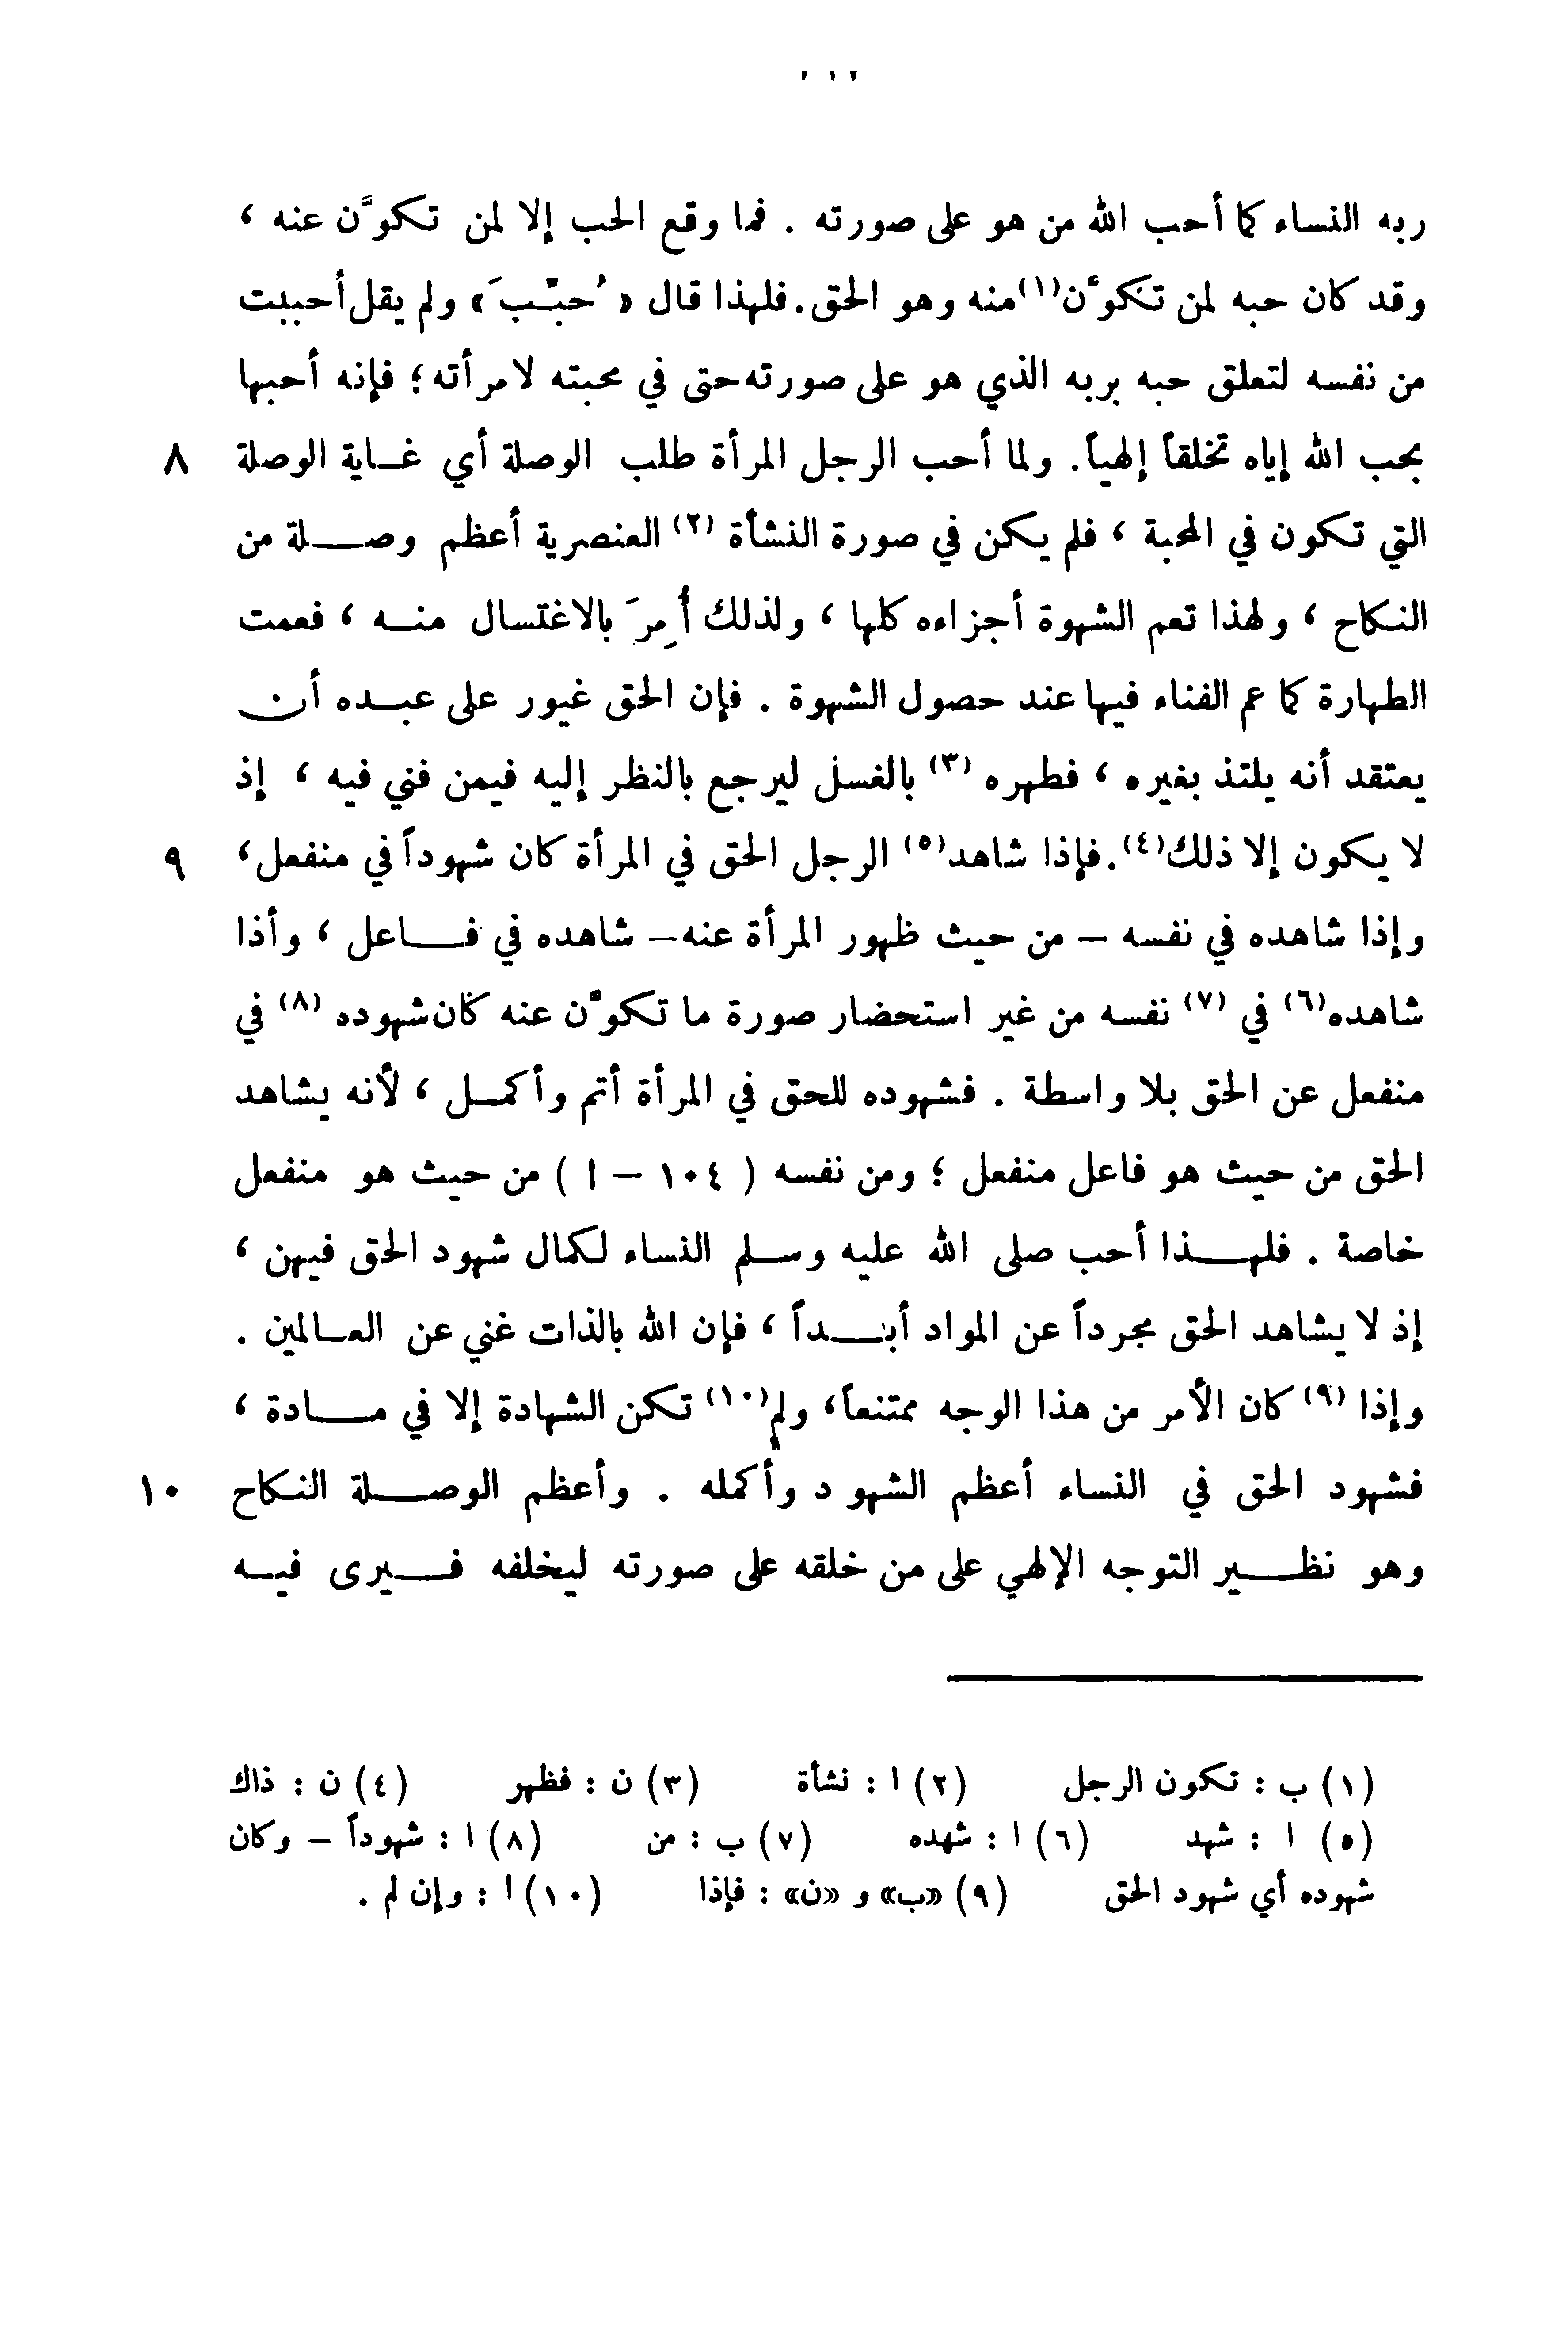 ربه النساء كما أحب الله من هو على صورته . فما وقع الحب إلا لمن تكوَّن عنه ،
وقد كان حبه لمن تكوَّن(١) منه وهو الحق. فلهذا قال «حُبِّبَ» ولم يقل أحببت
من نفسه لتعلق حبه بربه الذي هو على صورته حتى في محبته لامرأته ؛ فإنه أحبها
بحب الله إياه تخلقاً إلهياً. ولما أحب الرجل المرأة طلب الوصلة أي غاية الوصلة ٨
التي تكون في المحبة ، فلم يكن في صورة النشأة (٢) العنصرية أعظم وصلة من
النكاح ، ولهذا تعم الشهوة أجزاءه كلها ، ولذلك أُمِرَ بالاغتسال منه ، فعمت
الطهارة كما عم الفناء فيها عند حصول الشهوة . فإن الحق غيور على عبده أن
يعتقد أنه يلتذ بغيره ، فطهره (٣) بالغسل ليرجع بالنظر إليه فيمن فني فيه ، إذ
لا يكون إلا ذلك(٤). فإذا شاهد(٥) الرجل الحق في المرأة كان شهوداً في منفعل، ٩
وإذا شاهده في نفسه – من حيث ظهور المرأة عنه – شاهده في فاعل ، وأذا
شاهده(٦) في (٧) نفسه من غير استحضار صورة ما تكوَّن عنه كان شهوده (٨) في
منفعل عن الحق بلا واسطة . فشهوده للحق في المرأة أتم وأكمل ، لأنه يشاهد
الحق من حيث هو فاعل منفعل ؛ ومن نفسه ( ١٠٤ – ا ) من حيث هو منفعل
خاصة . فلهذا أحب صلى الله عليه وسلم النساء لكمال شهود الحق فيهن ،
إذ لا يشاهد الحق مجرداً عن المواد أبداً ، فإن الله بالذات غني عن العالمين .
وإذا (٩) كان الأمر من هذا الوجه ممتنعاً، ولم(١٠) تكن الشهادة إلا في مادة ،
فشهود الحق في النساء أعظم الشهود وأكمله . وأعظم الوصلة النكاح ١٠
وهو نظير التوجه الإلهي على من خلقه على صورته ليخلفه فيرى فيه
(١) ب : تكون الرجل (٢) ا : نشأة (٣) ن : فظهر (٤) ن : ذاك
(٥) ا : شهد (٦) ا : شهده (٧) ب : من (٨) ا : شهوداً – وكان
شهوده أي شهود الحق (٩) «ب» و «ن» : فإذا (١٠) ا : وإن لم .